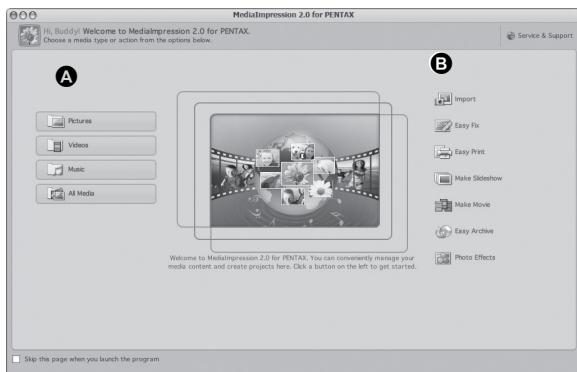 MediaImpression 2.0 for PENTAX
Hi, Buddy! Welcome to MediaImpression 2.0 for PENTAX.
Choose a media type or action from the options below.
Service & Support
A
B
Pictures
Videos
Music
All Media
Import
Easy Fix
Easy Print
Make Slideshow
Make Movie
Easy Archive
Photo Effects
Welcome to MediaImpression 2.0 for PENTAX. You can conveniently manage your
media content and create projects here. Click a button on the left to get started.
Skip this page when you launch the program